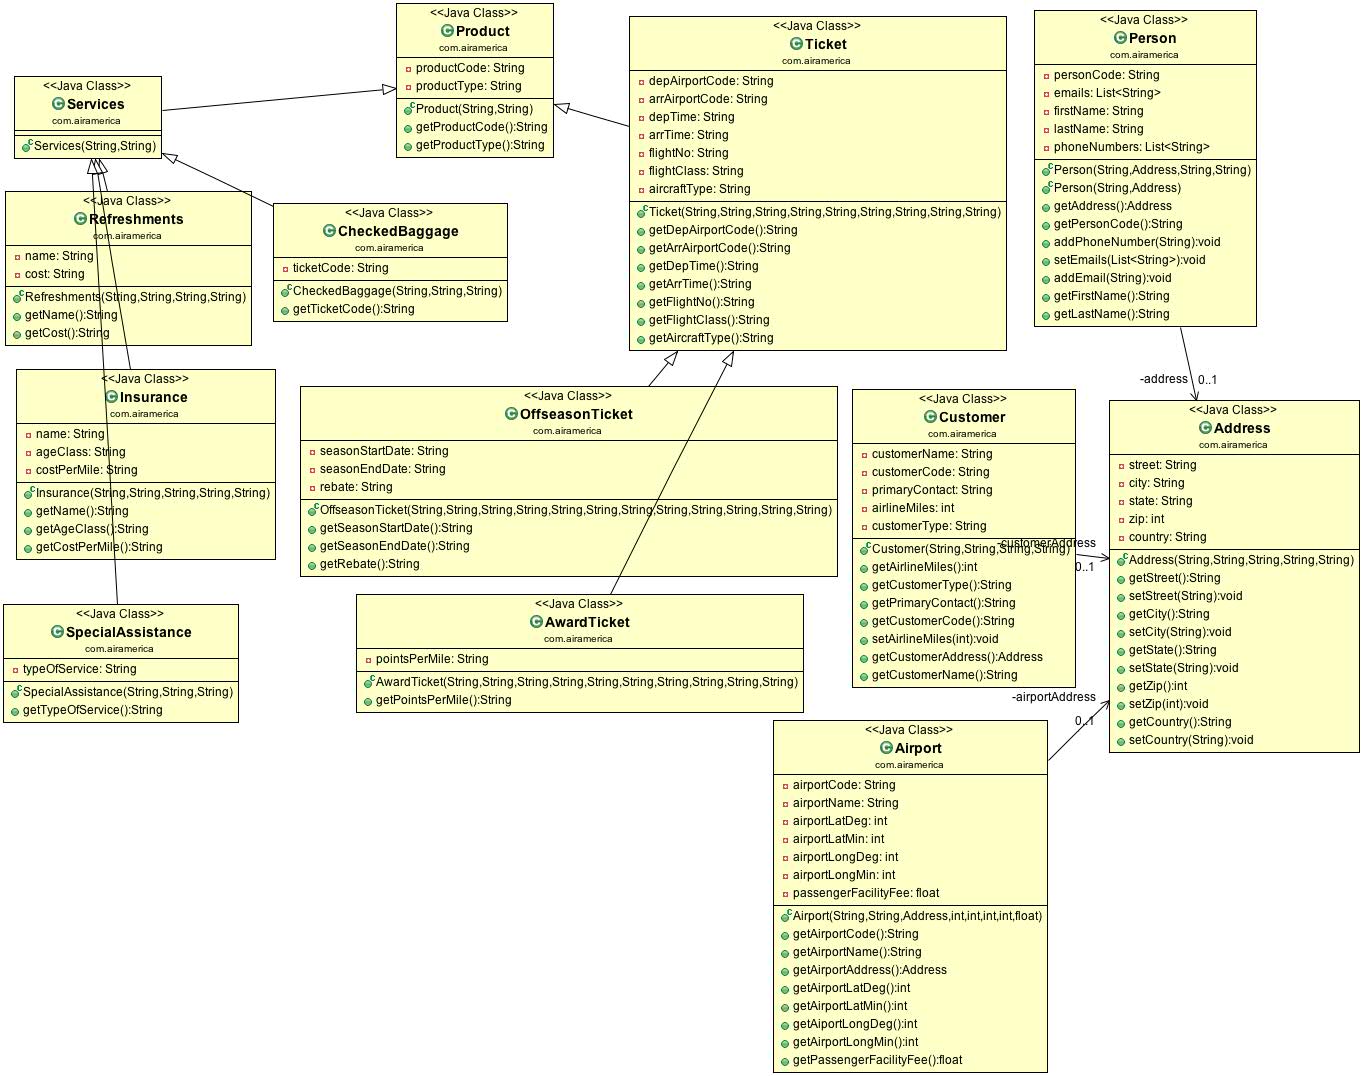 <<Java Class>>
Product
com.airamerica
productCode: String
productType: String
Product(String,String)
getProductCode():String
getProductType():String
<<Java Class>>
Ticket
com.airamerica
depAirportCode: String
arrAirportCode: String
depTime: String
arrTime: String
flightNo: String
flightClass: String
aircraftType: String
Ticket(String,String,String,String,String,String,String,String,String)
getDepAirportCode():String
getArrAirportCode():String
getDepTime():String
getArrTime():String
getFlightNo():String
getFlightClass():String
getAircraftType():String
<<Java Class>>
Person
com.airamerica
personCode: String
emails: List<String>
firstName: String
lastName: String
phoneNumbers: List<String>
Person(String,Address,String,String)
Person(String,Address)
getAddress():Address
getPersonCode():String
addPhoneNumber(String):void
setEmails(List<String>):void
addEmail(String):void
getFirstName():String
getLastName():String
<<Java Class>>
Services
com.airamerica
Services(String,String)
<<Java Class>>
Refreshments
com.airamerica
name: String
cost: String
Refreshments(String,String,String,String)
getName():String
getCost():String
<<Java Class>>
CheckedBaggage
com.airamerica
ticketCode: String
CheckedBaggage(String,String,String)
getTicketCode():String
<<Java Class>>
Insurance
com.airamerica
name: String
ageClass: String
costPerMile: String
Insurance(String,String,String,String,String)
getName():String
getAgeClass():String
getCostPerMile():String
<<Java Class>>
OffseasonTicket
com.airamerica
seasonStartDate: String
seasonEndDate: String
rebate: String
OffseasonTicket(String,String,String,String,String,String,String,String,String,String,String,String)
getSeasonStartDate():String
getSeasonEndDate():String
getRebate():String
<<Java Class>>
Customer
com.airamerica
customerName: String
customerCode: String
primaryContact: String
airlineMiles: int
customerType: String
Customer(String,String,String,String)
getAirlineMiles():int
getCustomerType():String
getPrimaryContact():String
getCustomerCode():String
setAirlineMiles(int):void
getCustomerAddress():Address
getCustomerName():String
-address
0..1
-customerAddress
0..1
-airportAddress
0..1
<<Java Class>>
Address
com.airamerica
street: String
city: String
state: String
zip: int
country: String
Address(String,String,String,String,String)
getStreet():String
setStreet(String):void
getCity():String
setCity(String):void
getState():String
setState(String):void
getZip():int
setZip(int):void
getCountry():String
setCountry(String):void
<<Java Class>>
SpecialAssistance
com.airamerica
typeOfService: String
SpecialAssistance(String,String,String)
getTypeOfService():String
<<Java Class>>
AwardTicket
com.airamerica
pointsPerMile: String
AwardTicket(String,String,String,String,String,String,String,String,String,String)
getPointsPerMile():String
<<Java Class>>
Airport
com.airamerica
airportCode: String
airportName: String
airportLatDeg: int
airportLatMin: int
airportLongDeg: int
airportLongMin: int
passengerFacilityFee: float
Airport(String,String,Address,int,int,int,int,float)
getAirportCode():String
getAirportName():String
getAirportAddress():Address
getAirportLatDeg():int
getAirportLatMin():int
getAiportLongDeg():int
getAirportLongMin():int
getPassengerFacilityFee():float